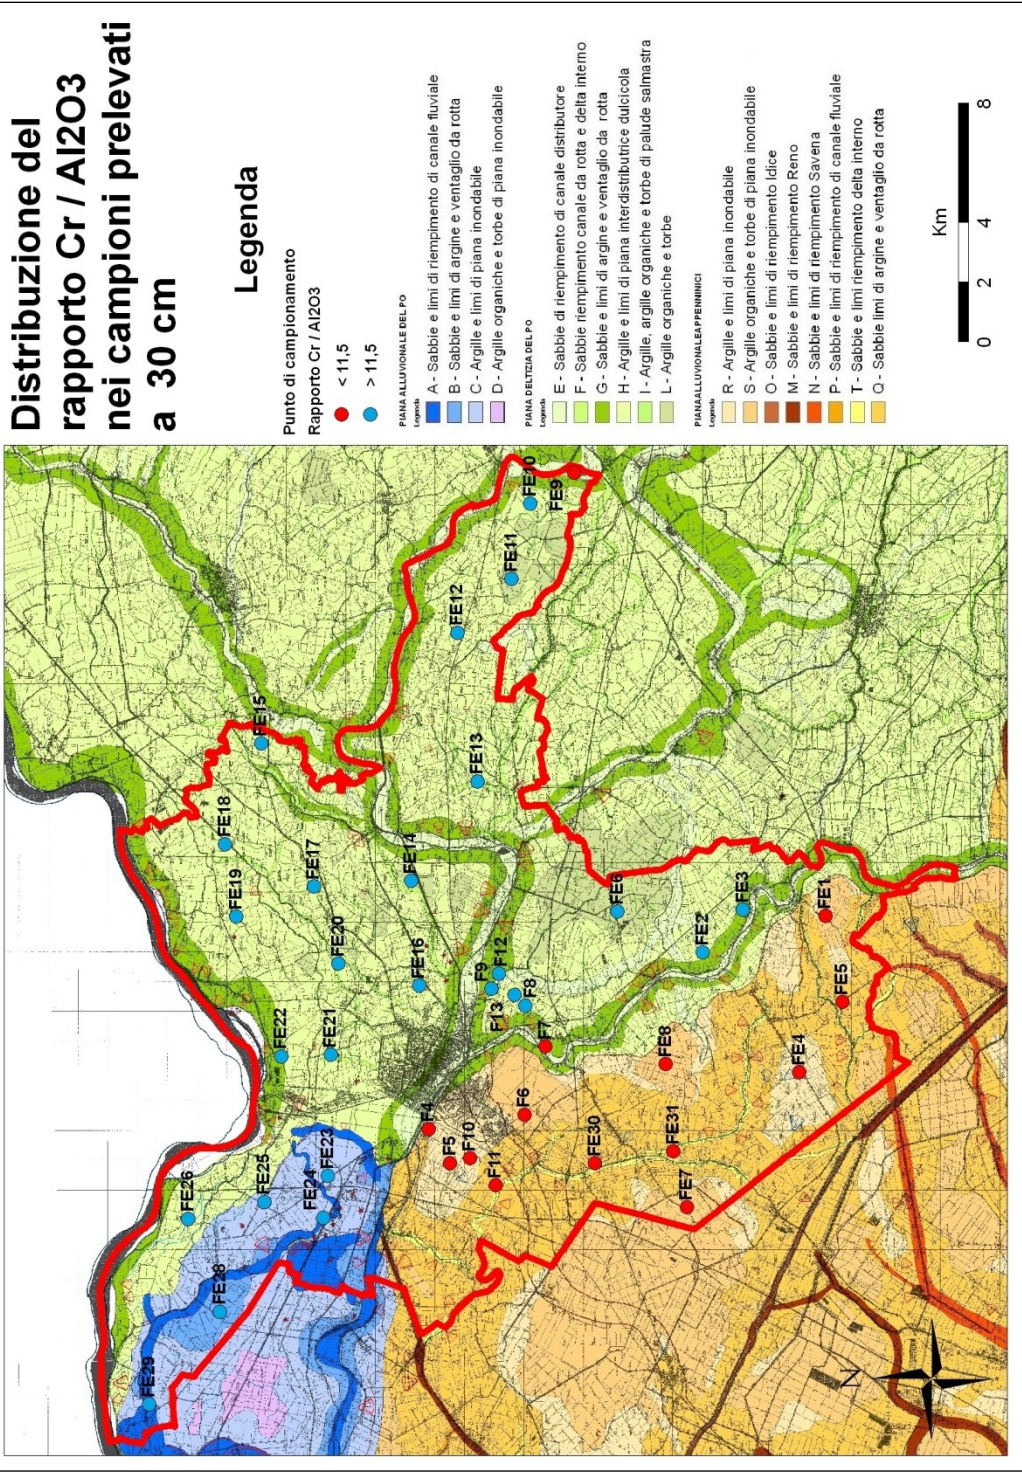 Distribuzione del
rapporto Cr / Al2O3
nei campioni prelevati
a 30 cm
Legenda
Punto di campionamento
Rapporto Cr / Al2O3
< 11,5
> 11,5
PIANA ALLUVIONALE DEL PO
Legenda
A - Sabbie e limi di riempimento di canale fluviale
B - Sabbie e limi di argine e ventaglio da rotta
C - Argille e limi di piana inondabile
D - Argille organiche e torbe di piana inondabile
PIANA DELTIZIA DEL PO
Legenda
E - Sabbie di riempimento di canale distributore
F - Sabbie riempimento canale da rotta e delta interno
G - Sabbie e limi di argine e ventaglio da rotta
H - Argille e limi di piana interdistributrice dulcicola
I - Argille, argille organiche e torbe di palude salmastra
L - Argille organiche e torbe
PIANA ALLUVIONALE APPENNINICI
Legenda
R - Argille e limi di piana inondabile
S - Argille organiche e torbe di piana inondabile
O - Sabbie e limi di riempimento Idice
M - Sabbie e limi di riempimento Reno
N - Sabbie e limi di riempimento Savena
P - Sabbie e limi di riempimento di canale fluviale
T - Sabbie e limi riempimento delta interno
Q - Sabbie limi di argine e ventaglio da rotta
Km
0 2 4 8
N
FE29
FE28
FE26
FE25
FE24
FE23
FE22
FE21
FE20
FE19
FE18
FE17
FE16
FE15
FE14
FE13
FE12
FE11
FE10
FE9
F9
F12
F13
F8
F7
F4
F5
F10
F11
F6
FE30
FE31
FE7
FE8
FE6
FE3
FE2
FE1
FE5
FE4